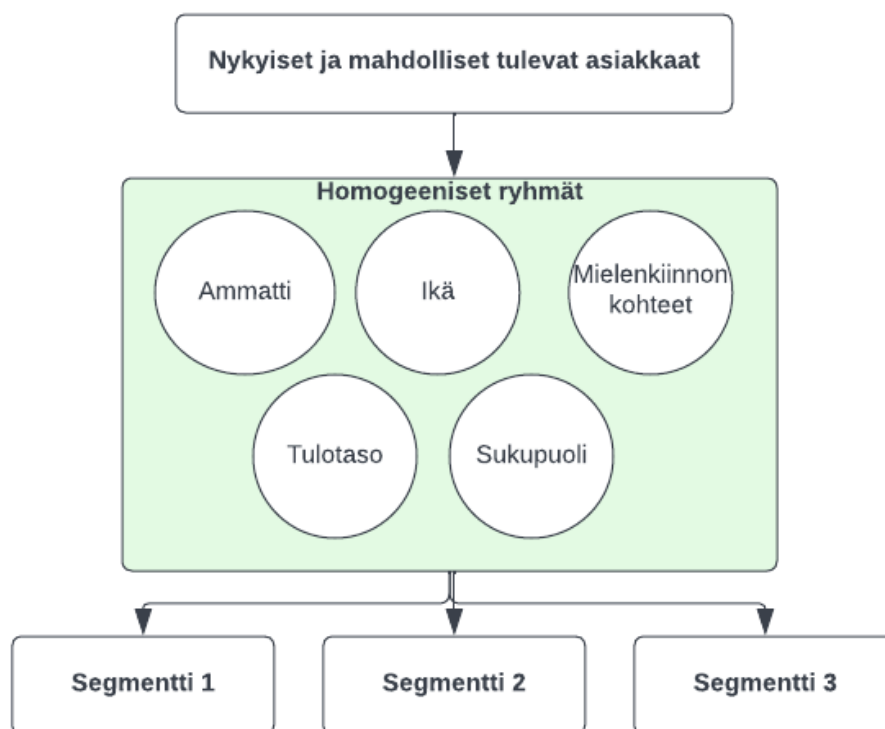 Nykyiset ja mahdolliset tulevat asiakkaat
Homogeeniset ryhmät
Ammatti
Ikä
Mielenkiinnon
kohteet
Tulotaso
Sukupuoli
Segmentti 1
Segmentti 2
Segmentti 3